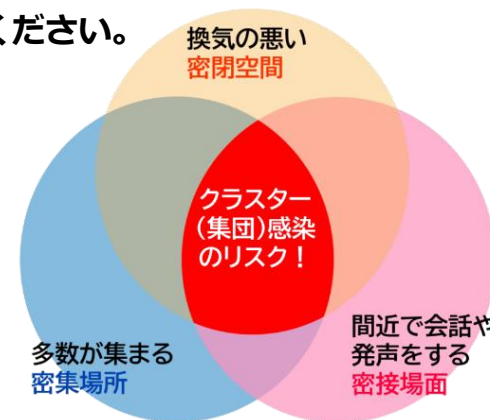 ください。
換気の悪い
密閉空間
クラスター
(集団)感染
のリスク！
多数が集まる
密集場所
間近で会話や
発声をする
密接場面